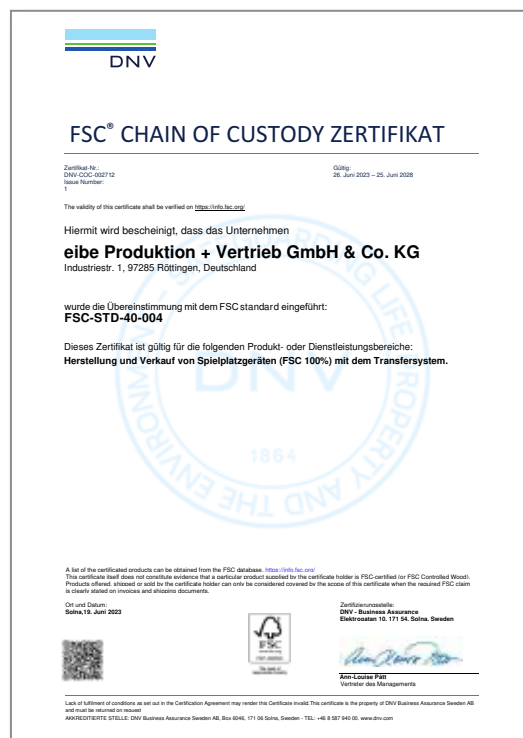 DNV
FSC® CHAIN OF CUSTODY ZERTIFIKAT
Zertifikat-Nr.:
DNV-COC-002712
Issue Number:
1
Gültig:
26. Juni 2023 – 25. Juni 2028
The validity of this certificate shall be verified on https://info.fsc.org/
Hiermit wird bescheinigt, dass das Unternehmen
eibe Produktion + Vertrieb GmbH & Co. KG
Industriestr. 1, 97285 Röttingen, Deutschland
wurde die Übereinstimmung mit dem FSC standard eingeführt:
FSC-STD-40-004
Dieses Zertifikat ist gültig für die folgenden Produkt- oder Dienstleistungsbereiche:
Herstellung und Verkauf von Spielplatzgeräten (FSC 100%) mit dem Transfersystem.
DNV
1864
A list of the certificated products can be obtained from the FSC database. https://info.fsc.org/
This certificate itself does not constitute evidence that a particular product supplied by the certificate holder is FSC-certified (or FSC Controlled Wood).
Products offered, shipped or sold by the certificate holder can only be considered covered by the scope of this certificate when the required FSC claim
is clearly stated on invoices and shipping documents.
Ort und Datum:
Solna,19. Juni 2023
FSC
Zertifizierungsstelle:
DNV - Business Assurance
Elektrogatan 10, 171 54, Solna, Sweden
Ann-Louise Pått
Vertreter des Managements
Lack of fulfilment of conditions as set out in the Certification Agreement may render this Certificate invalid.This certificate is the property of DNV Business Assurance Sweden AB
and must be returned on request
AKKREDITIERTE STELLE: DNV Business Assurance Sweden AB, Box 6046, 171 06 Solna, Sweden - TEL: +46 8 587 940 00. www.dnv.com